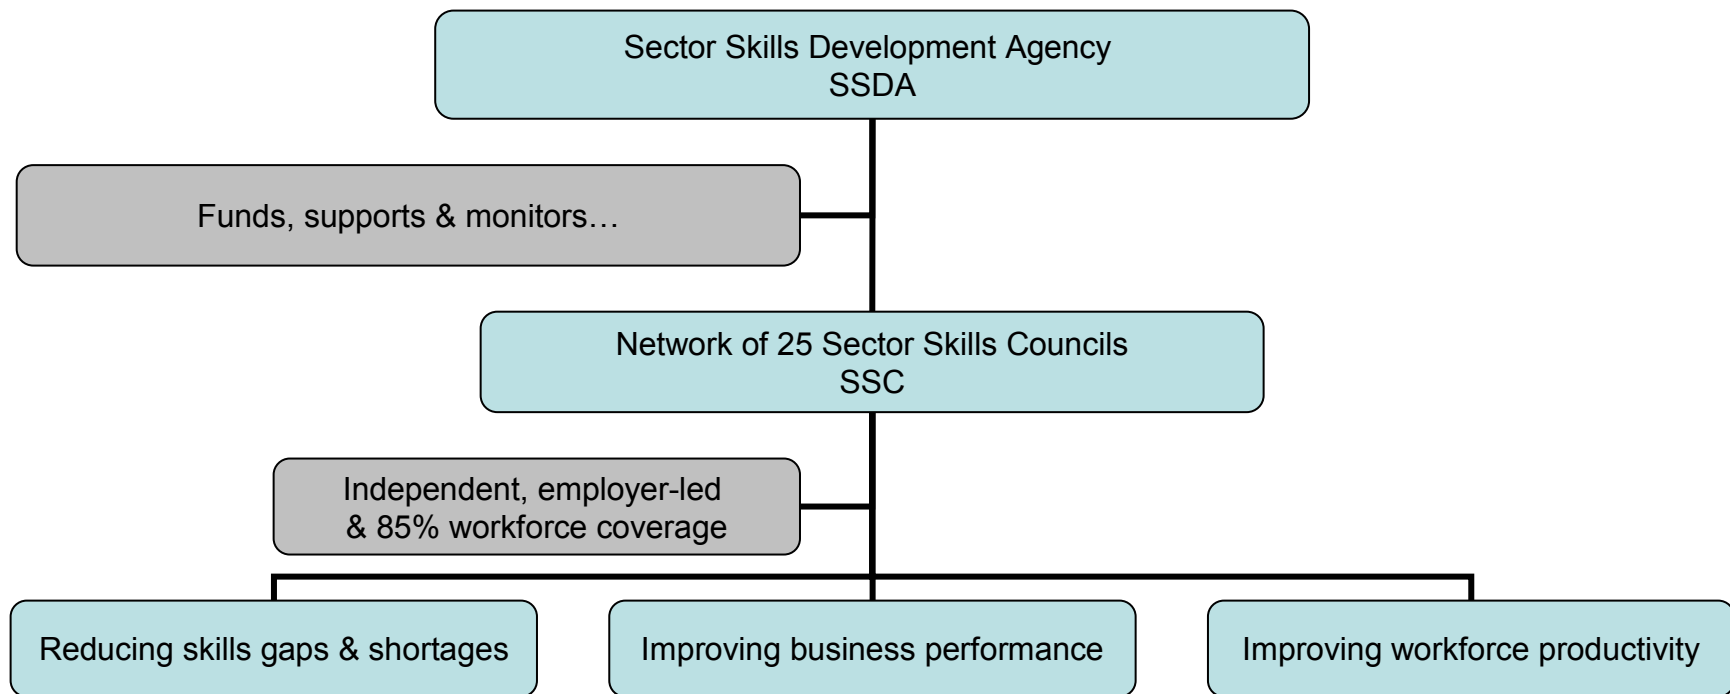 Sector Skills Development Agency
SSDA
Funds, supports & monitors…
Network of 25 Sector Skills Councils
SSC
Independent, employer-led
& 85% workforce coverage
Reducing skills gaps & shortages
Improving business performance
Improving workforce productivity